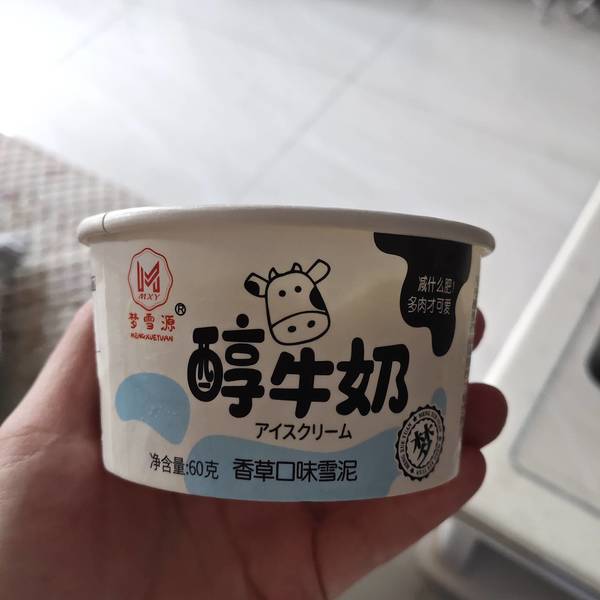 MXY
梦雪源®
MENGXUEYUAN
减什么肥!
多肉才可爱
醇牛奶
アイスクリーム
净含量:60克
香草口味雪泥
梦